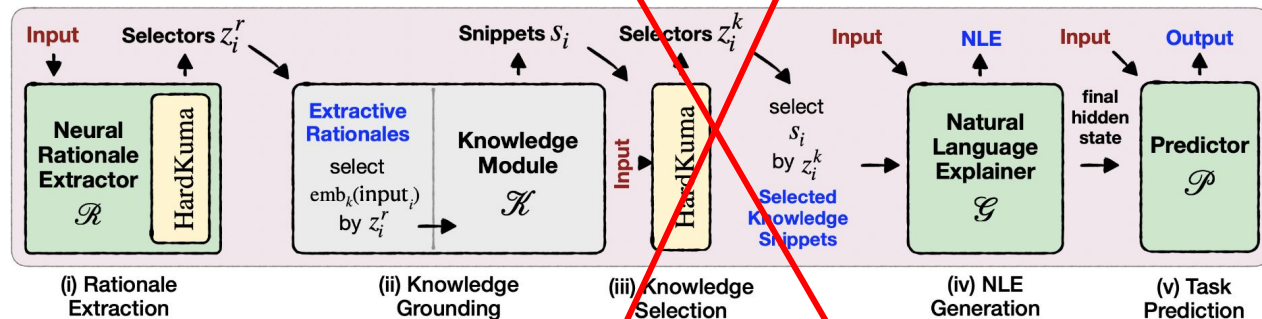 Input
Selectors z_i^r
Neural
Rationale
Extractor
ℛ
HardKuma
(i) Rationale
Extraction
Snippets s_i
Extractive
Rationales
select
emb_k(input_i)
by z_i^r
Knowledge
Module
𝒦
(ii) Knowledge
Grounding
Selectors z_i^k
Input
HardKuma
select
s_i
by z_i^k
Selected
Knowledge
Snippets
(iii) Knowledge
Selection
Input
NLE
Natural
Language
Explainer
𝒢
(iv) NLE
Generation
final
hidden
state
Input
Output
Predictor
𝒫
(v) Task
Prediction